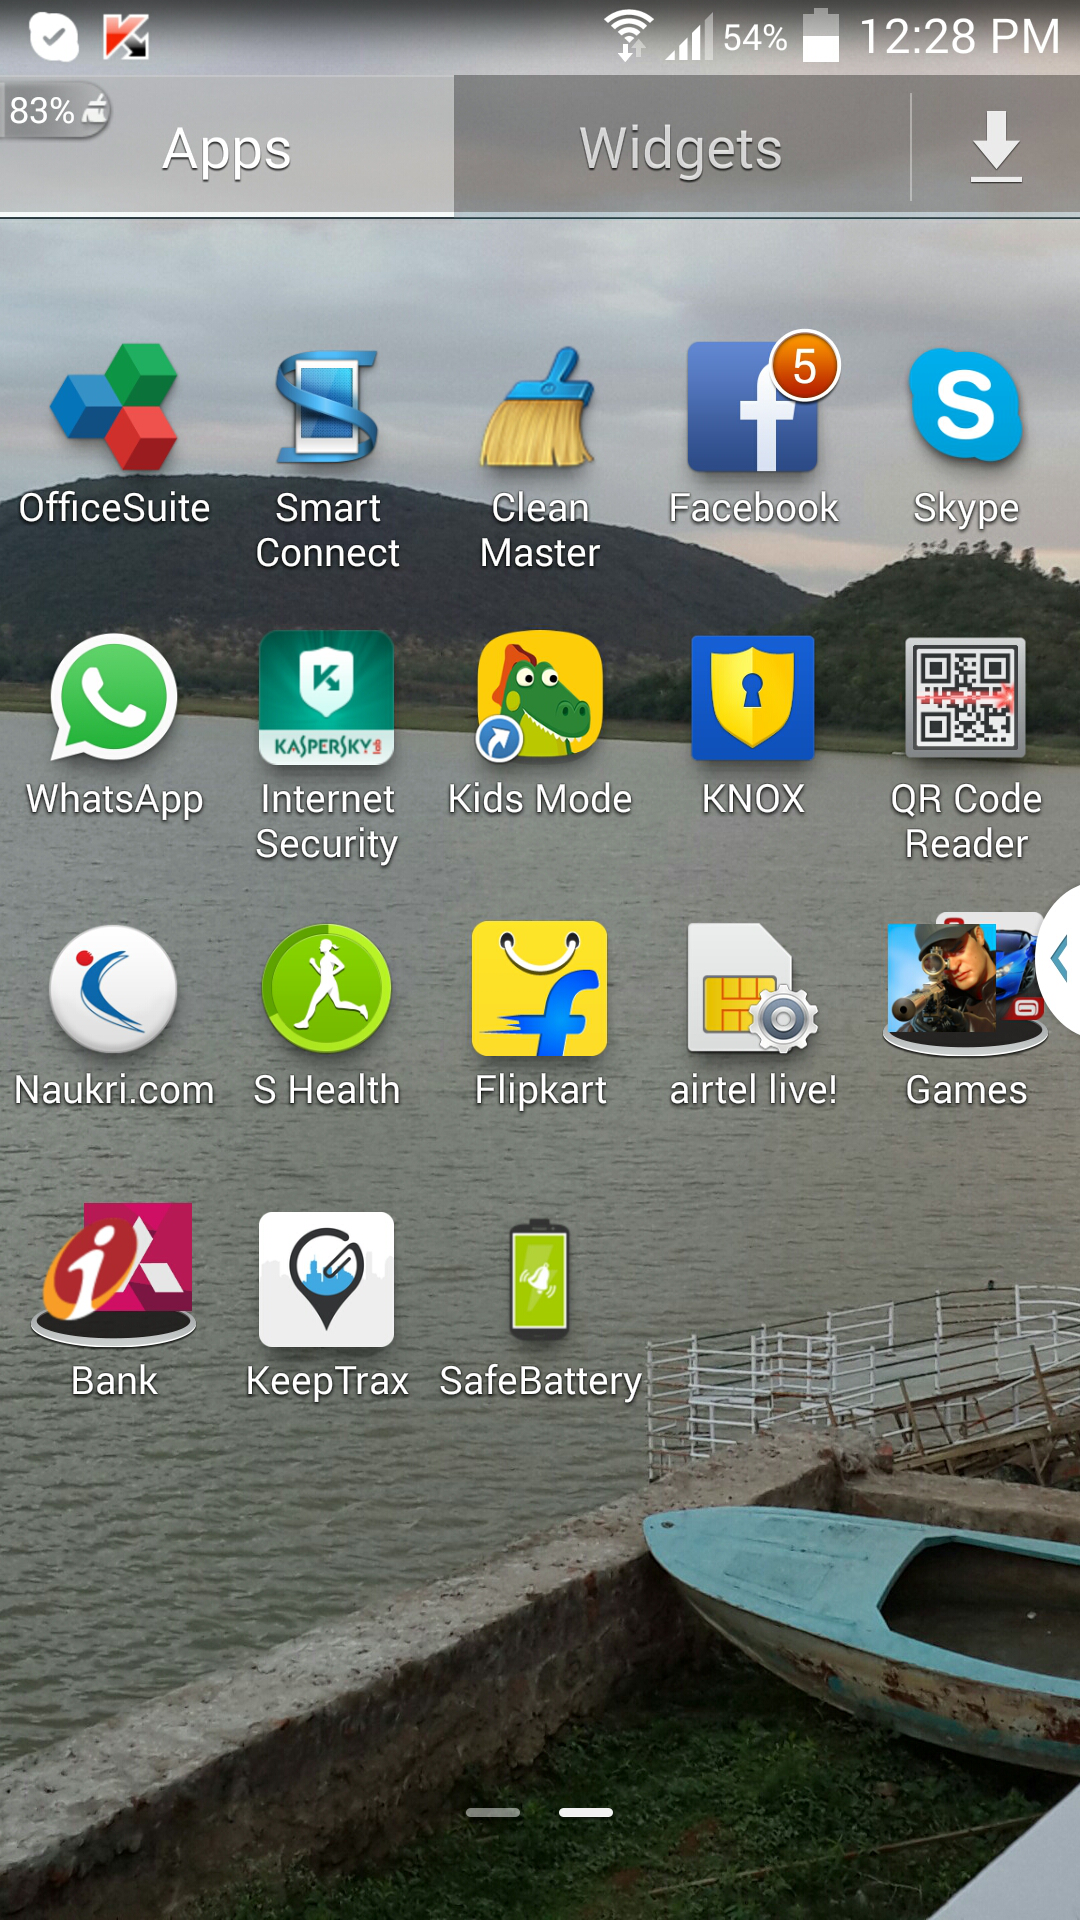 54% 12:28 PM
83%
Apps Widgets
5
OfficeSuite
Smart
Connect
Clean
Master
Facebook
Skype
KASPERSKY
WhatsApp
Internet
Security
Kids Mode
KNOX
QR Code
Reader
Naukri.com
S Health
Flipkart
airtel live!
Games
Bank
KeepTrax
SafeBattery